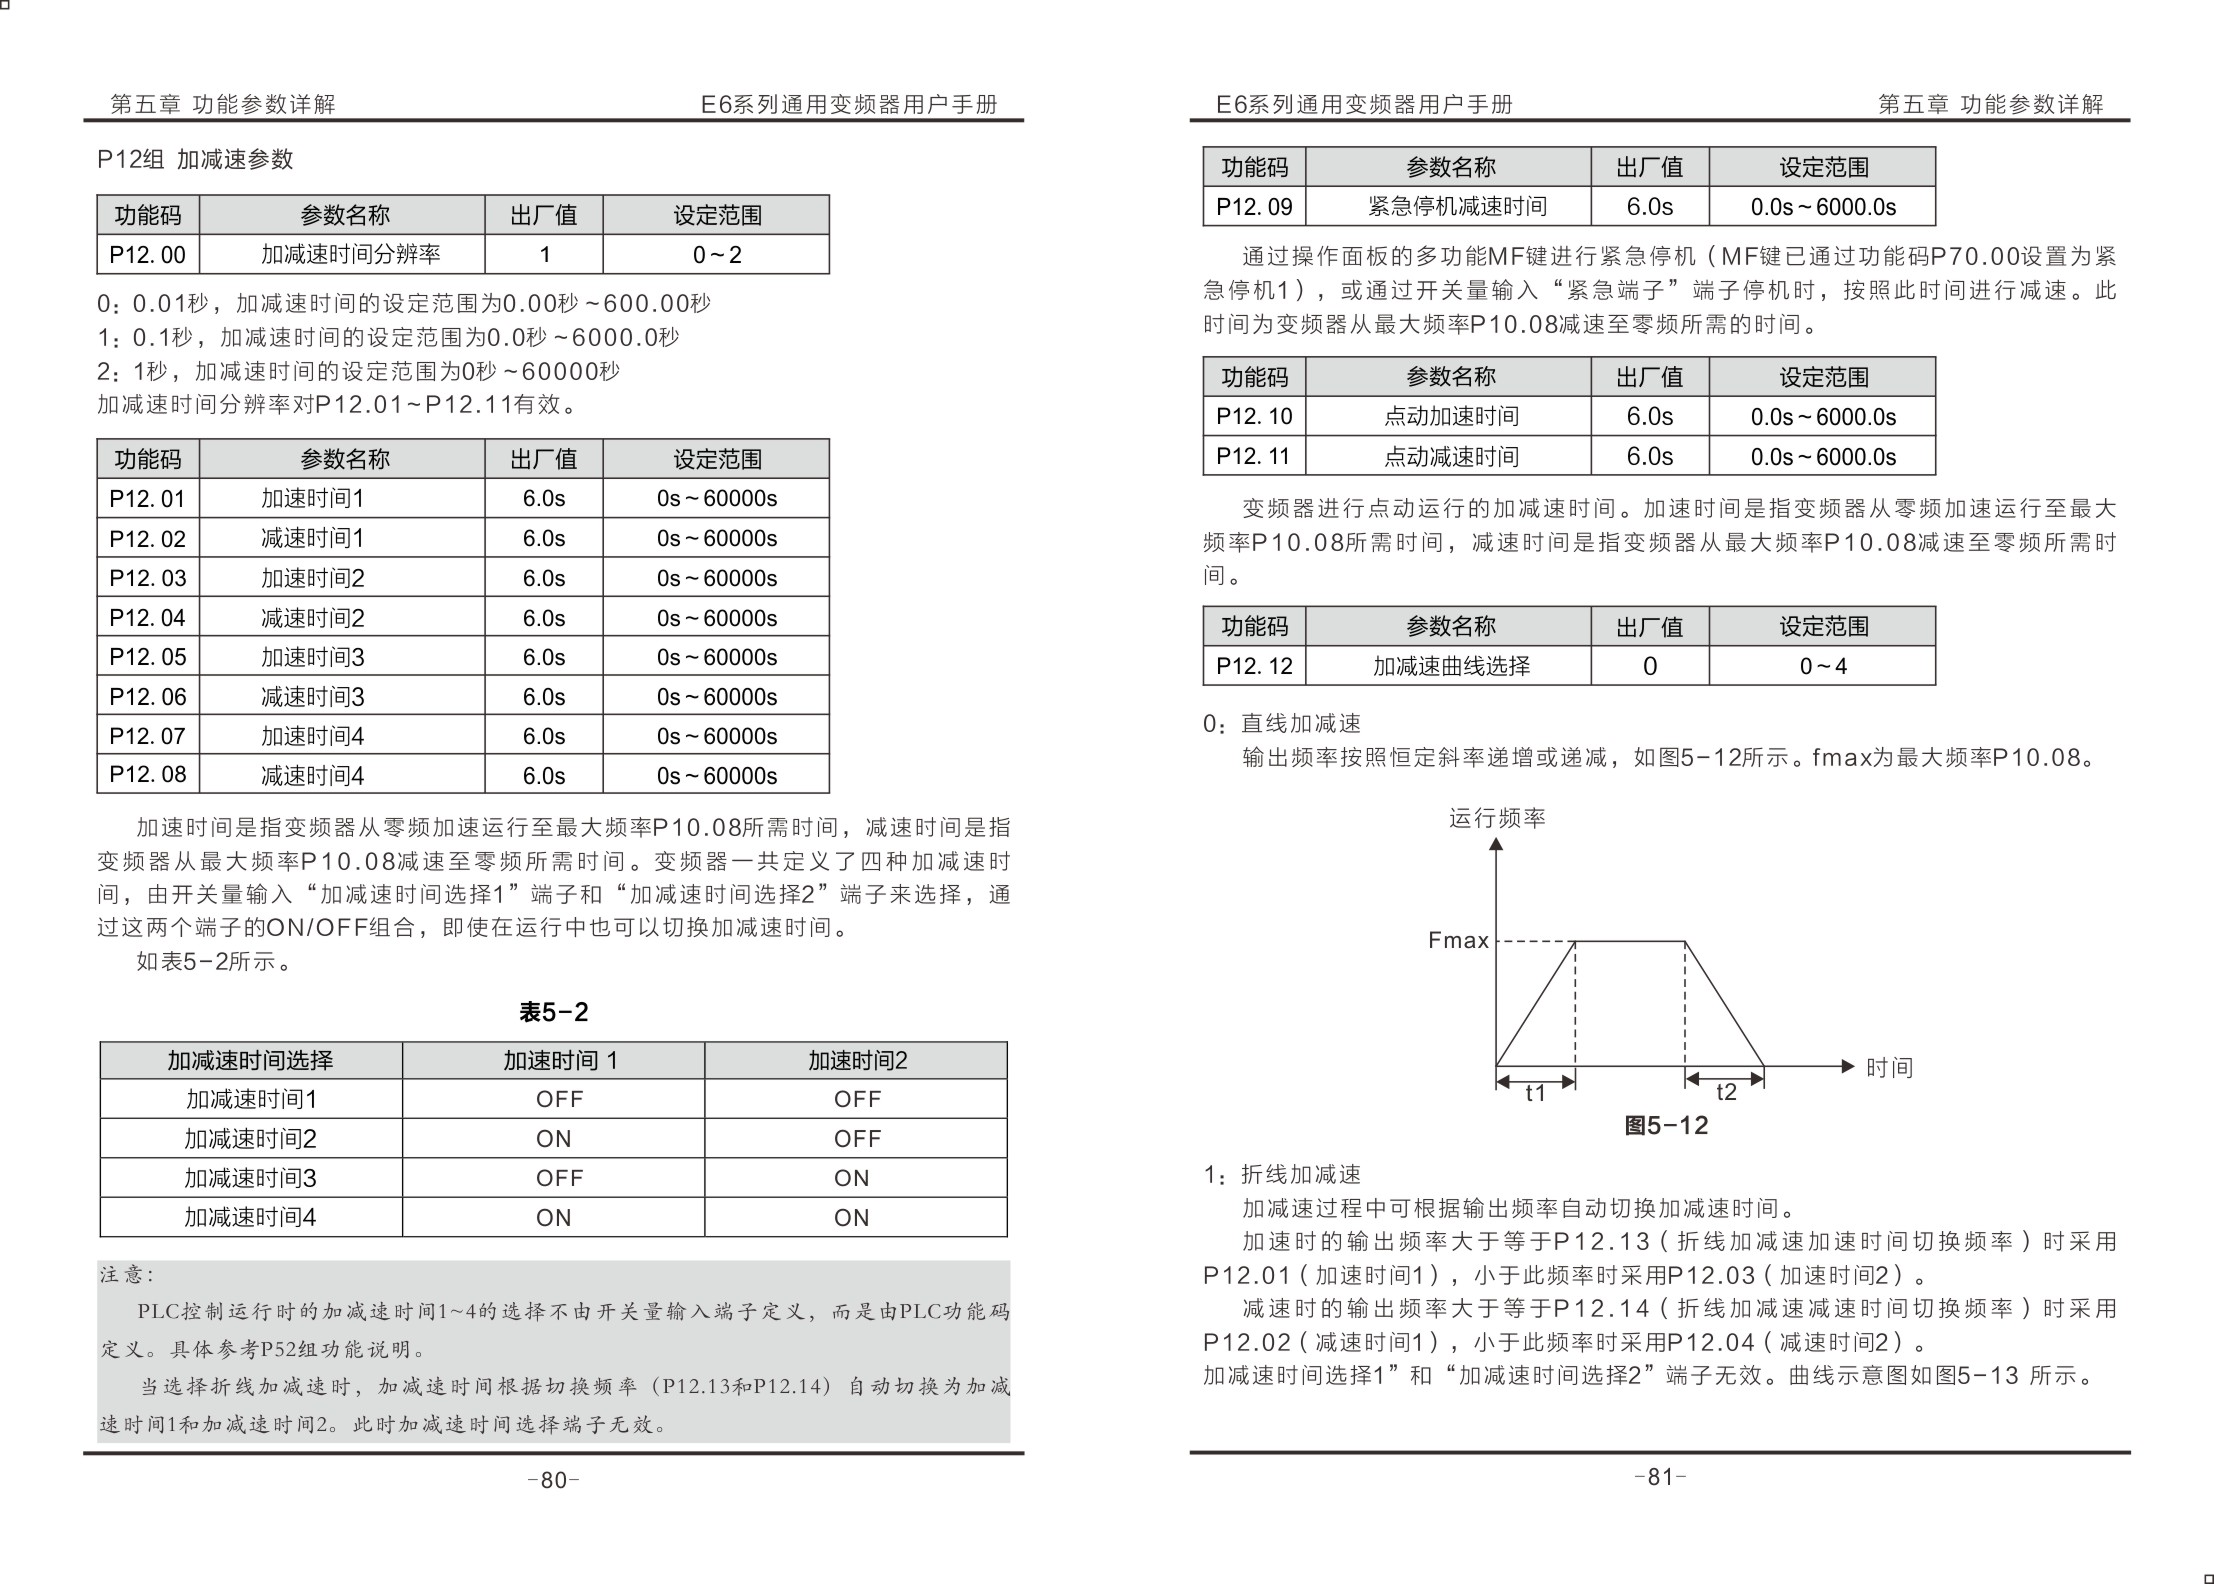 第五章 功能参数详解 E6系列通用变频器用户手册
P12组 加减速参数
功能码 参数名称 出厂值 设定范围
P12.00 加减速时间分辨率 1 0~2
0：0.01秒，加减速时间的设定范围为0.00秒~600.00秒
1：0.1秒，加减速时间的设定范围为0.0秒~6000.0秒
2：1秒，加减速时间的设定范围为0秒~60000秒
加减速时间分辨率对P12.01~P12.11有效。
功能码 参数名称 出厂值 设定范围
P12.01 加速时间1 6.0s 0s~60000s
P12.02 减速时间1 6.0s 0s~60000s
P12.03 加速时间2 6.0s 0s~60000s
P12.04 减速时间2 6.0s 0s~60000s
P12.05 加速时间3 6.0s 0s~60000s
P12.06 减速时间3 6.0s 0s~60000s
P12.07 加速时间4 6.0s 0s~60000s
P12.08 减速时间4 6.0s 0s~60000s
加速时间是指变频器从零频加速运行至最大频率P10.08所需时间，减速时间是指
变频器从最大频率P10.08减速至零频所需时间。变频器一共定义了四种加减速时
间，由开关量输入“加减速时间选择1”端子和“加减速时间选择2”端子来选择，通
过这两个端子的ON/OFF组合，即使在运行中也可以切换加减速时间。
如表5-2所示。
表5-2
加减速时间选择 加速时间 1 加速时间2
加减速时间1 OFF OFF
加减速时间2 ON OFF
加减速时间3 OFF ON
加减速时间4 ON ON
注意：
PLC控制运行时的加减速时间1~4的选择不由开关量输入端子定义，而是由PLC功能码
定义。具体参考P52组功能说明。
当选择折线加减速时，加减速时间根据切换频率（P12.13和P12.14）自动切换为加减
速时间1和加减速时间2。此时加减速时间选择端子无效。
-80-
E6系列通用变频器用户手册 第五章 功能参数详解
功能码 参数名称 出厂值 设定范围
P12.09 紧急停机减速时间 6.0s 0.0s~6000.0s
通过操作面板的多功能MF键进行紧急停机（MF键已通过功能码P70.00设置为紧
急停机1），或通过开关量输入“紧急端子”端子停机时，按照此时间进行减速。此
时间为变频器从最大频率P10.08减速至零频所需的时间。
功能码 参数名称 出厂值 设定范围
P12.10 点动加速时间 6.0s 0.0s~6000.0s
P12.11 点动减速时间 6.0s 0.0s~6000.0s
变频器进行点动运行的加减速时间。加速时间是指变频器从零频加速运行至最大
频率P10.08所需时间，减速时间是指变频器从最大频率P10.08减速至零频所需时
间。
功能码 参数名称 出厂值 设定范围
P12.12 加减速曲线选择 0 0~4
0：直线加减速
输出频率按照恒定斜率递增或递减，如图5-12所示。fmax为最大频率P10.08。
运行频率
Fmax
时间
t1 t2
图5-12
1：折线加减速
加减速过程中可根据输出频率自动切换加减速时间。
加速时的输出频率大于等于P12.13（折线加减速加速时间切换频率）时采用
P12.01（加速时间1），小于此频率时采用P12.03（加速时间2）。
减速时的输出频率大于等于P12.14（折线加减速减速时间切换频率）时采用
P12.02（减速时间1），小于此频率时采用P12.04（减速时间2）。
加减速时间选择1”和“加减速时间选择2”端子无效。曲线示意图如图5-13 所示。
-81-